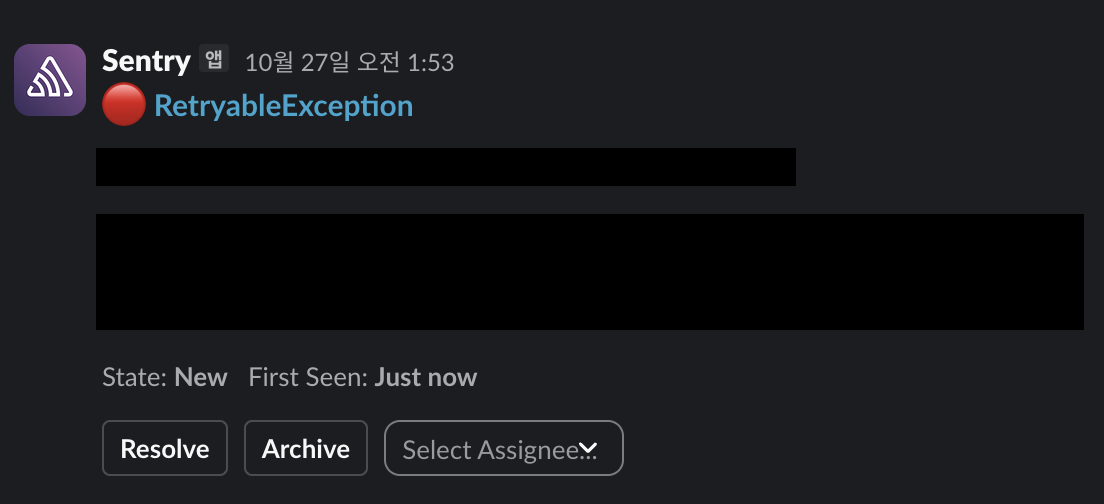 Sentry 앱 10월 27일 오전 1:53
RetryableException
State: New First Seen: Just now
Resolve Archive Select Assignee...